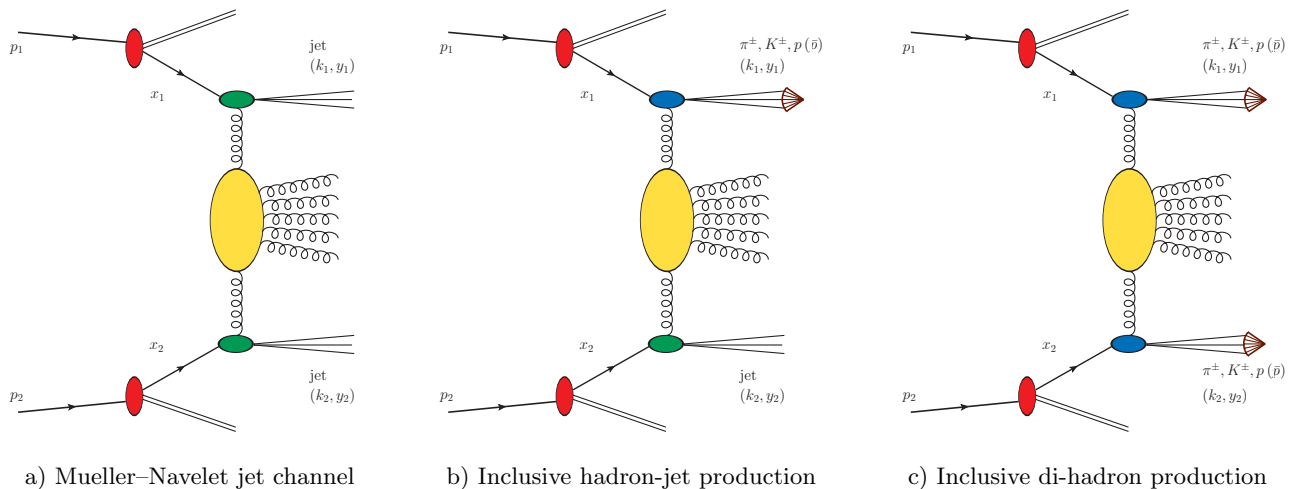 p₁
jet
(k₁, y₁)
x₁
x₂
jet
(k₂, y₂)
p₂
a) Mueller–Navelet jet channel
p₁
π±, K±, p (p̄)
(k₁, y₁)
x₁
x₂
jet
(k₂, y₂)
p₂
b) Inclusive hadron-jet production
p₁
π±, K±, p (p̄)
(k₁, y₁)
x₁
x₂
π±, K±, p (p̄)
(k₂, y₂)
p₂
c) Inclusive di-hadron production